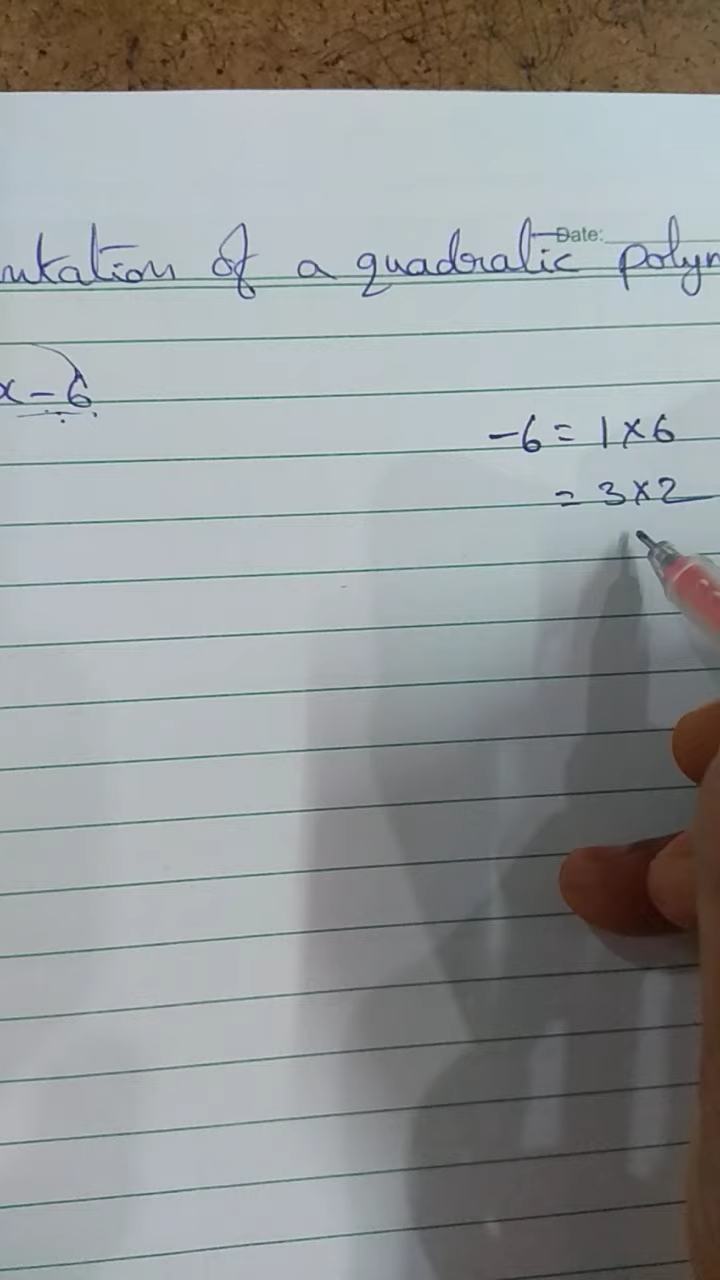 ntation of a quadratic polyn
Date:
x - 6
-6 = 1 x 6
= 3 x 2